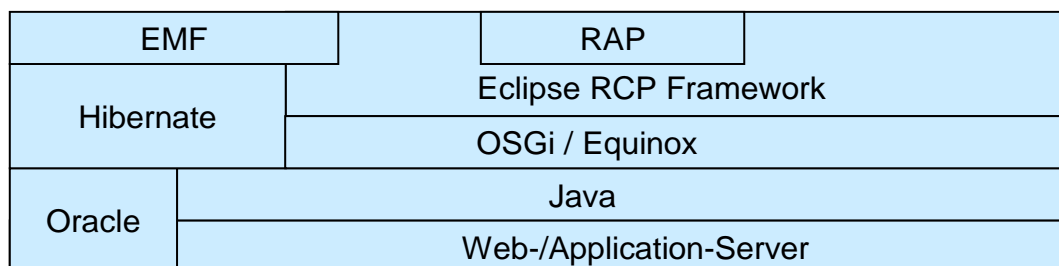 EMF
RAP
Eclipse RCP Framework
Hibernate
OSGi / Equinox
Java
Oracle
Web-/Application-Server